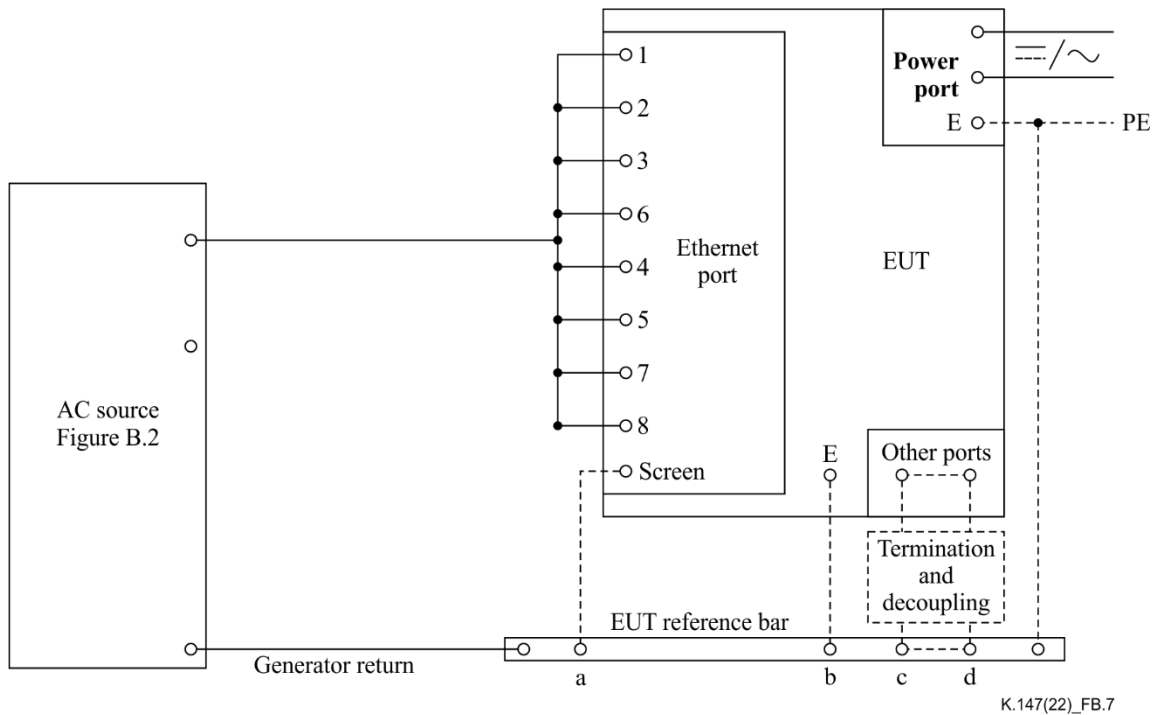 1
2
3
6
4
5
7
8
Screen
Ethernet
port
EUT
Power
port
E
PE
AC source
Figure B.2
E
Other ports
Termination
and
decoupling
EUT reference bar
Generator return
a
b
c
d
K.147(22)_FB.7